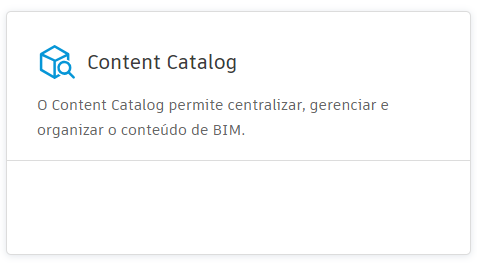 Content Catalog
O Content Catalog permite centralizar, gerenciar e
organizar o conteúdo de BIM.